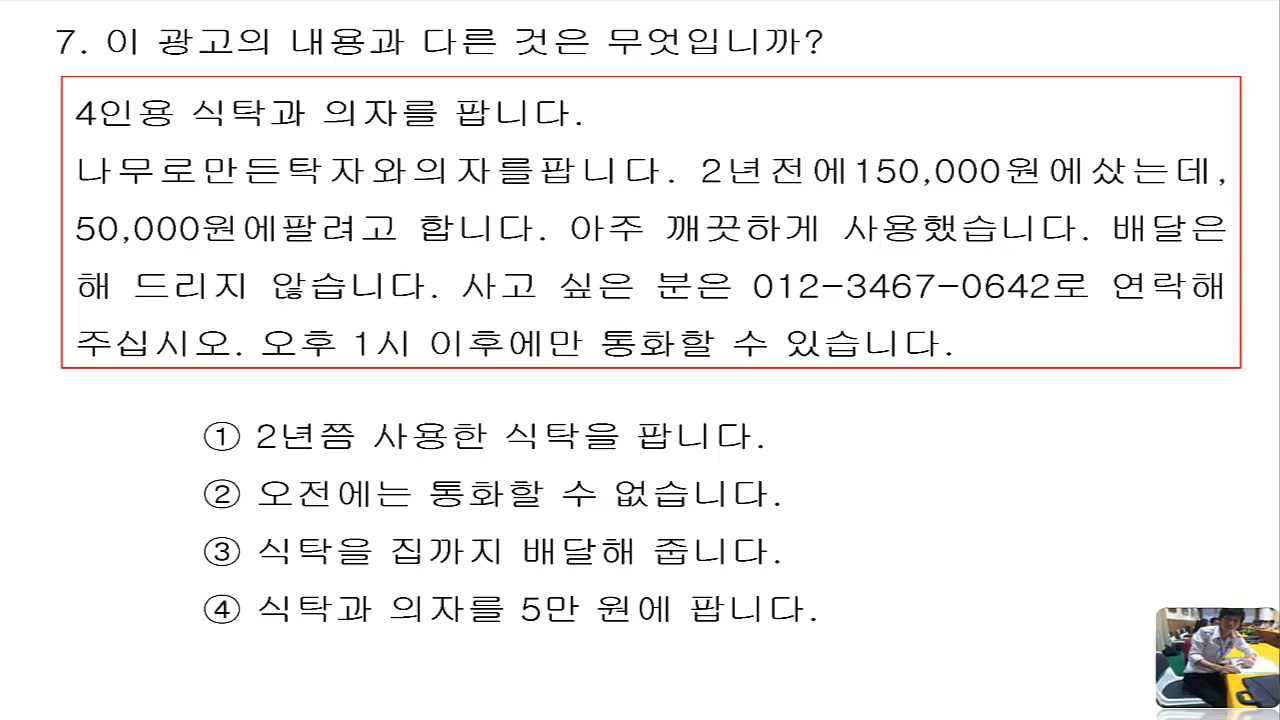 7. 이 광고의 내용과 다른 것은 무엇입니까?
4인용 식탁과 의자를 팝니다.
나무로만든탁자와의자를팝니다. 2년전에150,000원에샀는데,
50,000원에팔려고 합니다. 아주 깨끗하게 사용했습니다. 배달은
해 드리지 않습니다. 사고 싶은 분은 012-3467-0642로 연락해
주십시오. 오후 1시 이후에만 통화할 수 있습니다.
① 2년쯤 사용한 식탁을 팝니다.
② 오전에는 통화할 수 없습니다.
③ 식탁을 집까지 배달해 줍니다.
④ 식탁과 의자를 5만 원에 팝니다.